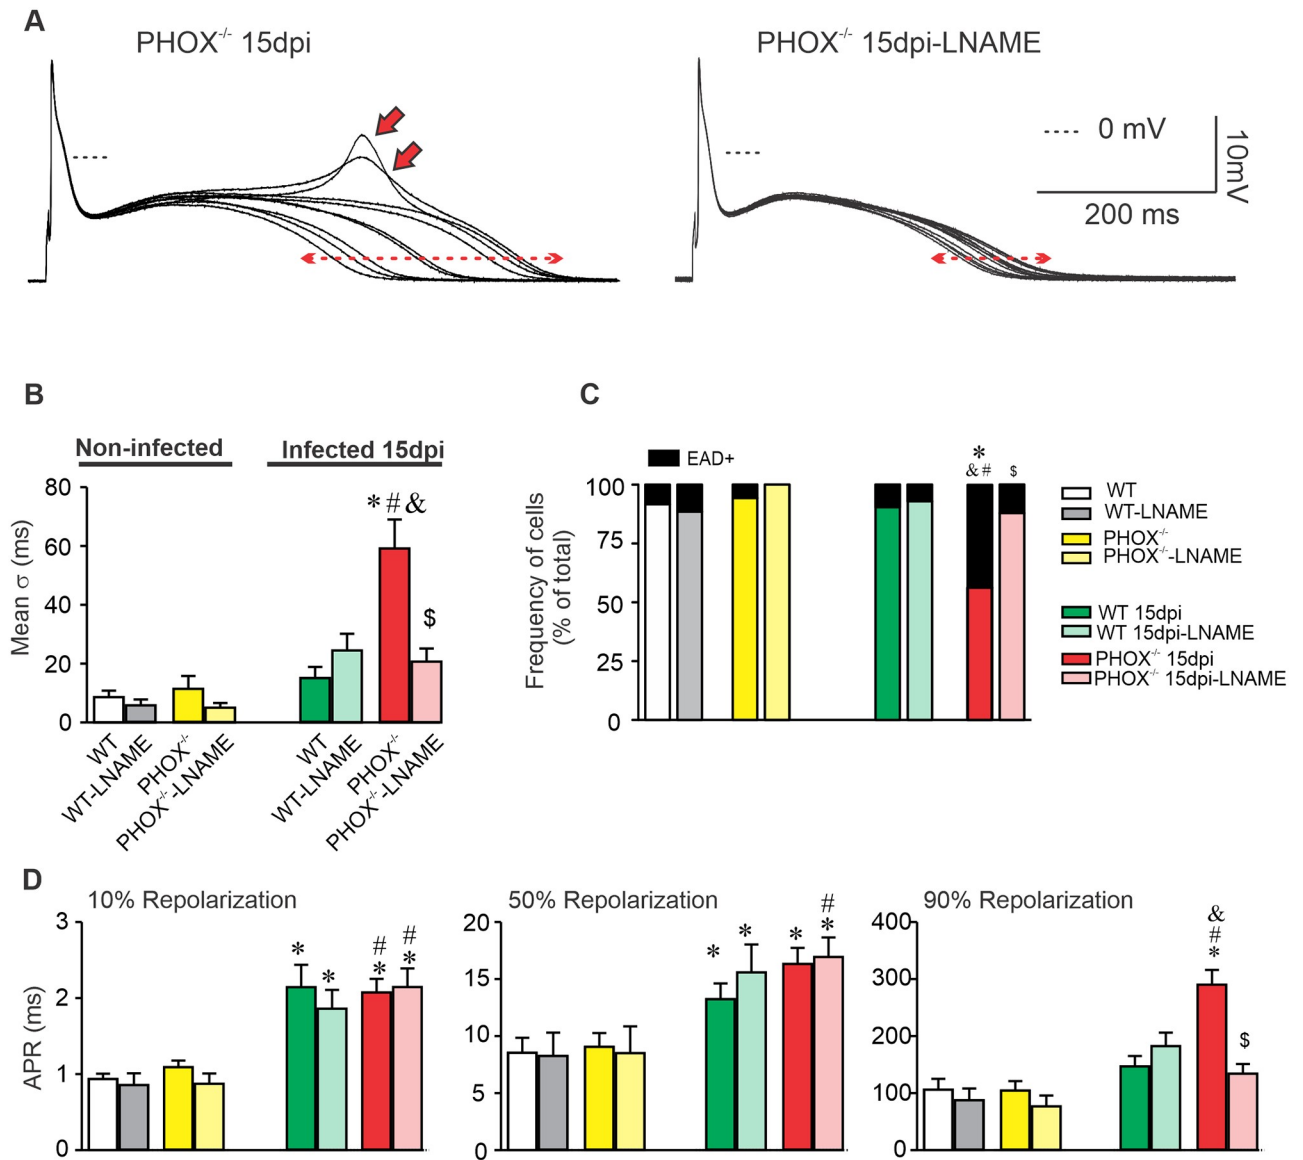 A
PHOX-/- 15dpi
PHOX-/- 15dpi-LNAME
0 mV
10mV
200 ms
B
Non-infected
Infected 15dpi
Mean σ (ms)
80
60
40
20
0
*#&
$
WT
WT-LNAME
PHOX-/-
PHOX-/--LNAME
WT
WT-LNAME
PHOX-/-
PHOX-/--LNAME
C
EAD+
Frequency of cells
(% of total)
100
75
50
25
0
*
&#
$
WT
WT-LNAME
PHOX-/-
PHOX-/--LNAME
WT 15dpi
WT 15dpi-LNAME
PHOX-/- 15dpi
PHOX-/- 15dpi-LNAME
D
10% Repolarization
APR (ms)
3
2
1
0
*
*
#
*
#
*
50% Repolarization
20
15
10
5
0
*
*
*
#
*
90% Repolarization
400
300
200
100
0
&
#
*
$